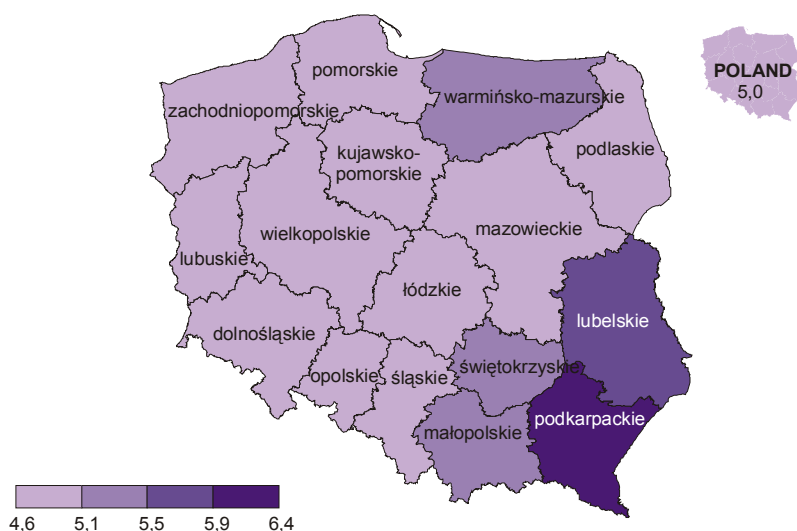 pomorskie
POLAND
5,0
warmińsko-mazurskie
zachodniopomorskie
kujawsko-
pomorskie
podlaskie
wielkopolskie
mazowieckie
lubuskie
łódzkie
lubelskie
dolnośląskie
świętokrzyskie
opolskie
śląskie
podkarpackie
małopolskie
4,6 5,1 5,5 5,9 6,4